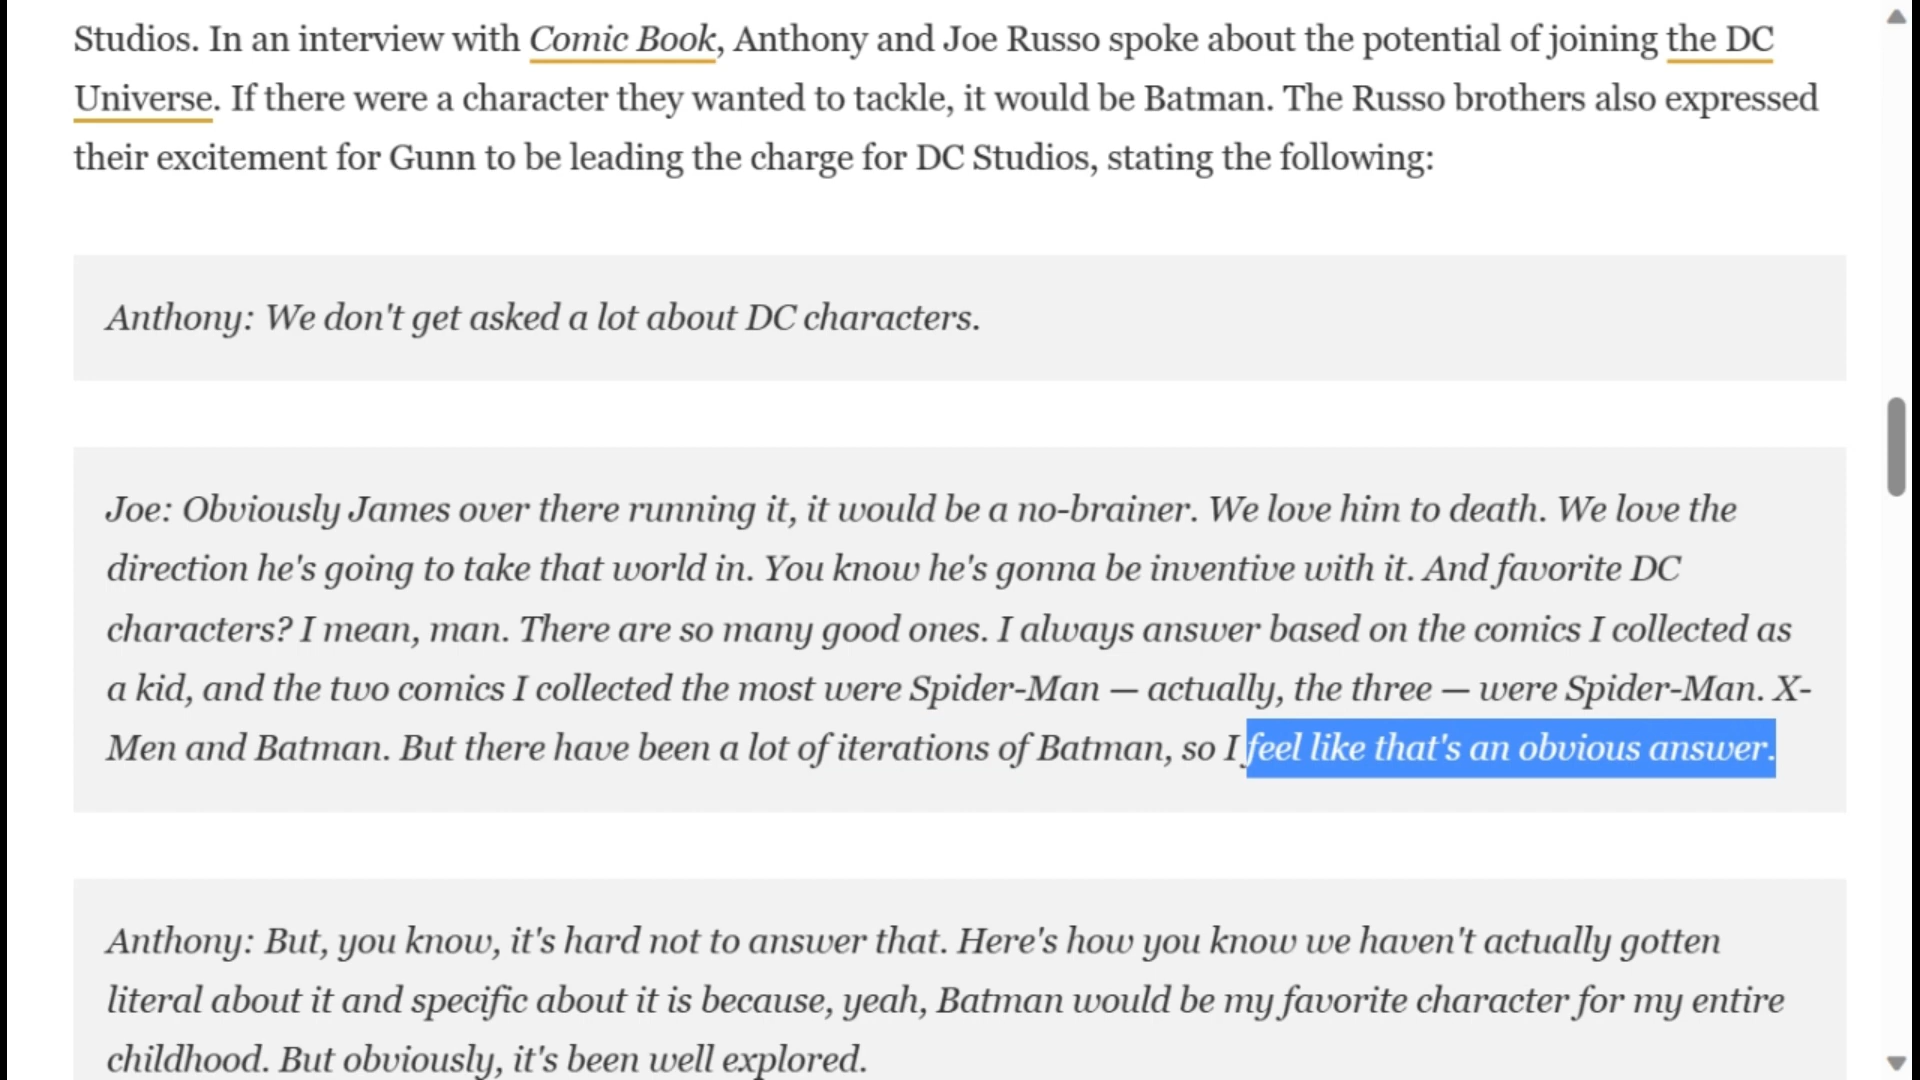 Studios. In an interview with Comic Book, Anthony and Joe Russo spoke about the potential of joining the DC
Universe. If there were a character they wanted to tackle, it would be Batman. The Russo brothers also expressed
their excitement for Gunn to be leading the charge for DC Studios, stating the following:
Anthony: We don't get asked a lot about DC characters.
Joe: Obviously James over there running it, it would be a no-brainer. We love him to death. We love the
direction he's going to take that world in. You know he's gonna be inventive with it. And favorite DC
characters? I mean, man. There are so many good ones. I always answer based on the comics I collected as
a kid, and the two comics I collected the most were Spider-Man — actually, the three — were Spider-Man. X-
Men and Batman. But there have been a lot of iterations of Batman, so I feel like that's an obvious answer.
Anthony: But, you know, it's hard not to answer that. Here's how you know we haven't actually gotten
literal about it and specific about it is because, yeah, Batman would be my favorite character for my entire
childhood. But obviously, it's been well explored.